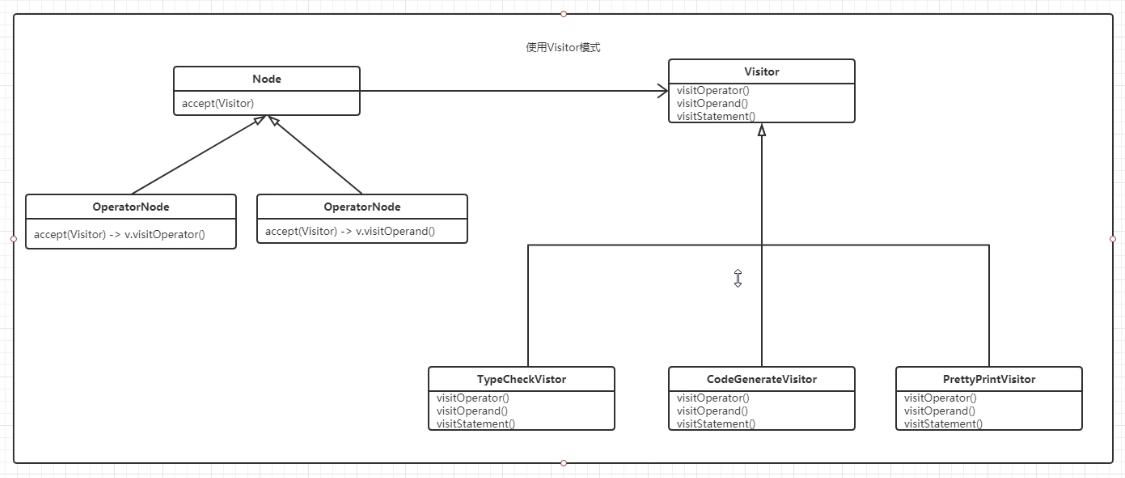 使用Visitor模式
Node
accept(Visitor)
Visitor
visitOperator()
visitOperand()
visitStatement()
OperatorNode
accept(Visitor) -> v.visitOperator()
OperatorNode
accept(Visitor) -> v.visitOperand()
TypeCheckVistor
visitOperator()
visitOperand()
visitStatement()
CodeGenerateVisitor
visitOperator()
visitOperand()
visitStatement()
PrettyPrintVisitor
visitOperator()
visitOperand()
visitStatement()